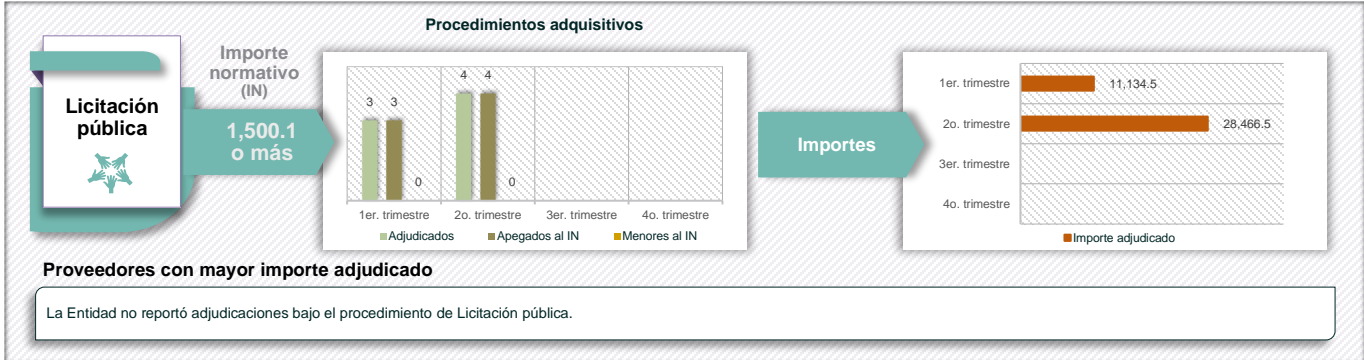 Procedimientos adquisitivos
Importe
normativo
(IN)
Licitación
pública
1,500.1
o más
3 3
0
4 4
0
1er. trimestre 2o. trimestre 3er. trimestre 4o. trimestre
Adjudicados Apegados al IN Menores al IN
Importes
1er. trimestre 11,134.5
2o. trimestre 28,466.5
3er. trimestre
4o. trimestre
Importe adjudicado
Proveedores con mayor importe adjudicado
La Entidad no reportó adjudicaciones bajo el procedimiento de Licitación pública.